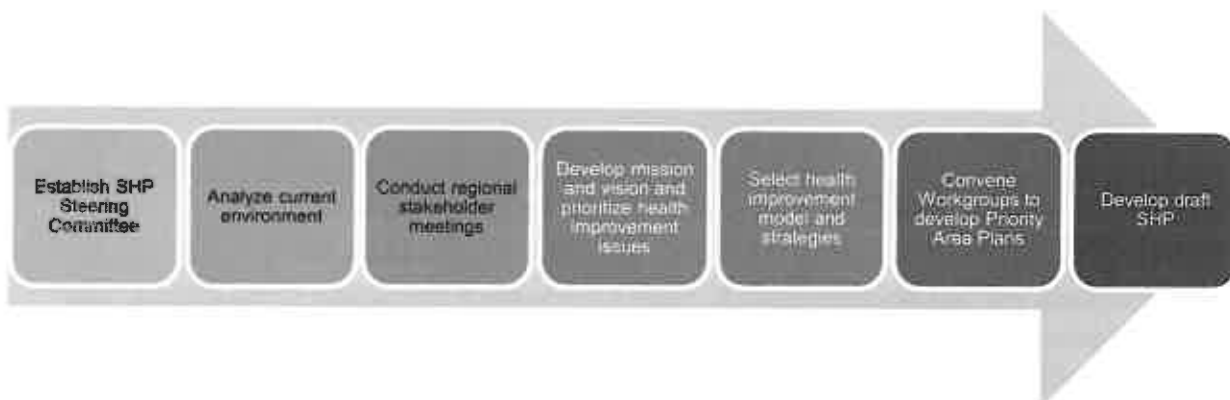 Establish SHP
Steering
Committee
Analyze current
environment
Conduct regional
stakeholder
meetings
Develop mission
and vision and
prioritize health
improvement
issues
Select health
improvement
model and
strategies
Convene
Workgroups to
develop Priority
Area Plans
Develop draft
SHP